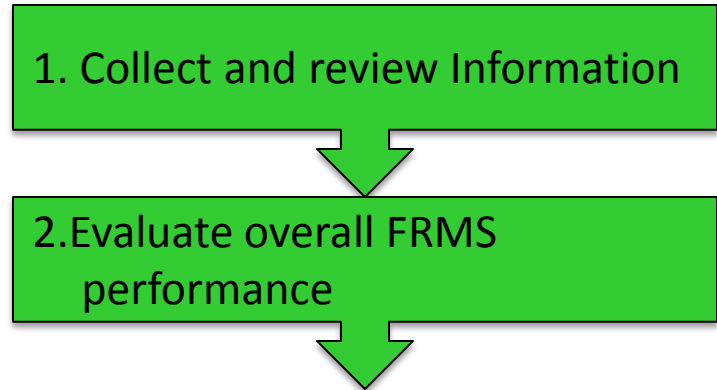 1. Collect and review Information
2.Evaluate overall FRMS
performance